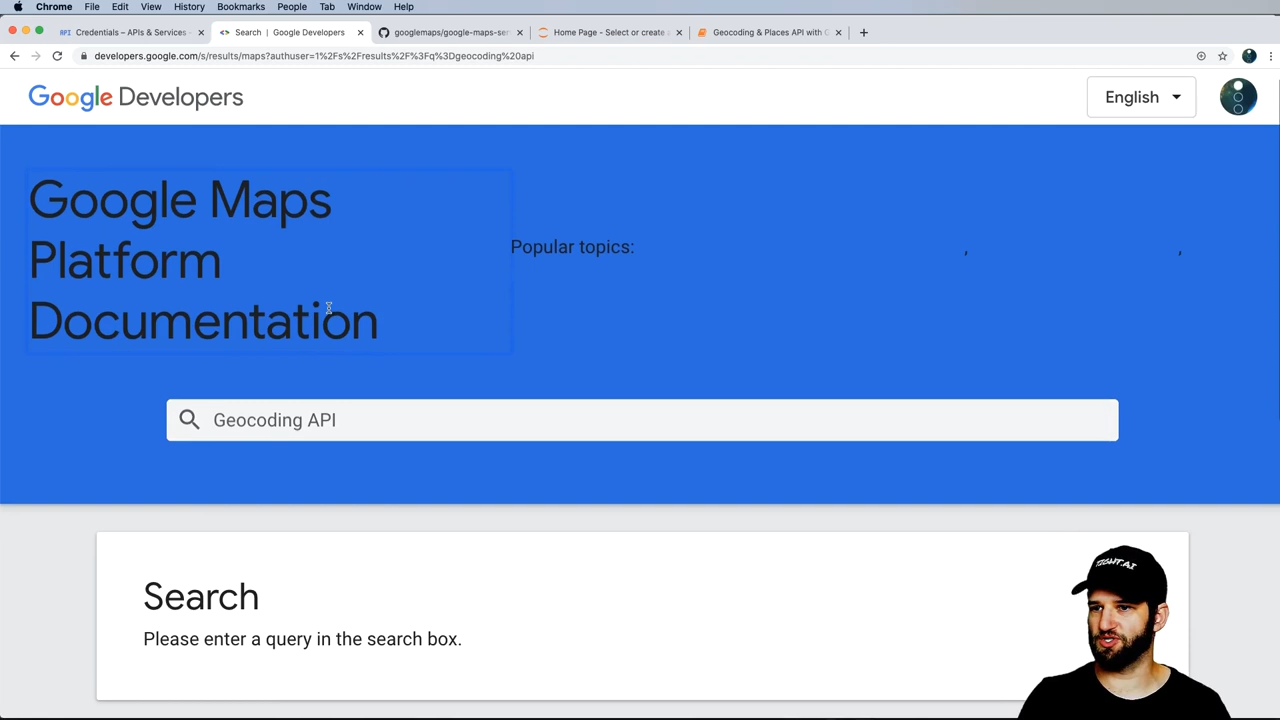 Chrome File Edit View History Bookmarks People Tab Window Help
API Credentials – APIs & Services -
Search | Google Developers
googlemaps/google-maps-ser
Home Page - Select or create a
Geocoding & Places API with G
developers.google.com/s/results/maps?authuser=1%2Fs%2Fresults%2F%3Fq%3Dgeocoding%20api
Google Developers
English
Google Maps
Platform
Documentation
Popular topics: , ,
Geocoding API
Search
Please enter a query in the search box.